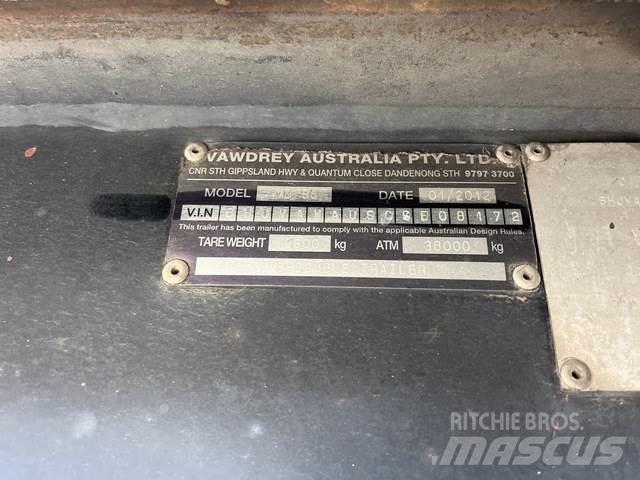 VAWDREY AUSTRALIA PTY. LTD.
CNR STH GIPPSLAND HWY & QUANTUM CLOSE DANDENONG STH 9797 3700
MODEL DATE 01/2012
V.I.N
This trailer has been manufactured to comply with the applicable Australian Design Rules.
TARE WEIGHT kg ATM 38000 kg
TRAILER
RITCHIE BROS.
MASCUS